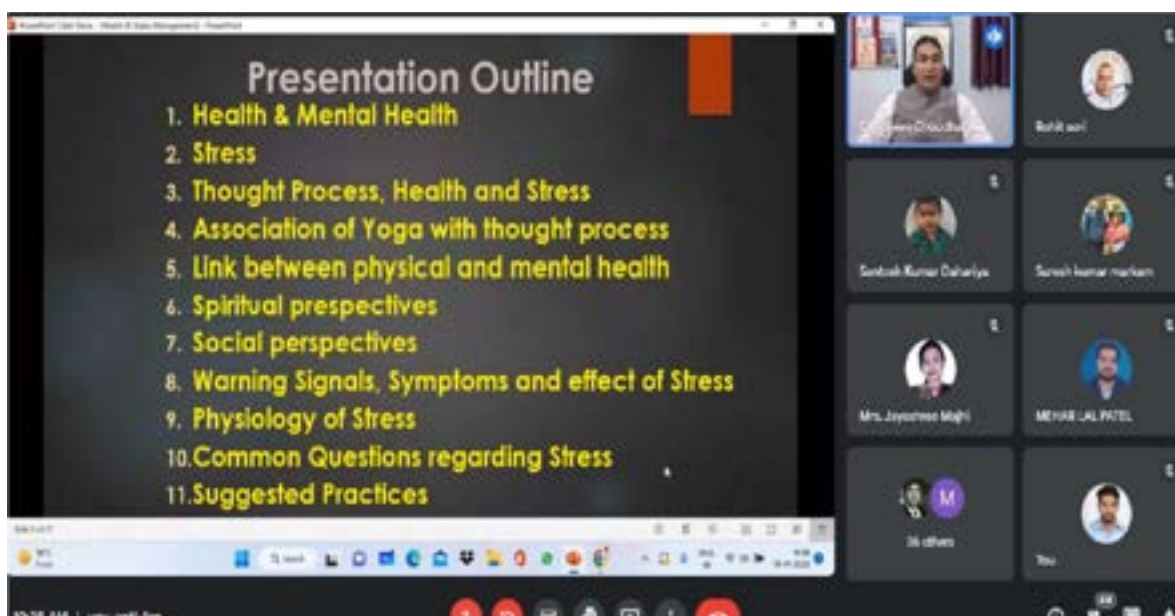 Presentation Outline
1. Health & Mental Health
2. Stress
3. Thought Process, Health and Stress
4. Association of Yoga with thought process
5. Link between physical and mental health
6. Spiritual prespectives
7. Social perspectives
8. Warning Signals, Symptoms and effect of Stress
9. Physiology of Stress
10. Common Questions regarding Stress
11. Suggested Practices
Rohit
Santosh Kumar Dahariya
Suresh kumar markam
Mrs. Jayashree Majhi
MEHAR LAL PATEL
M
36 others
You
Search